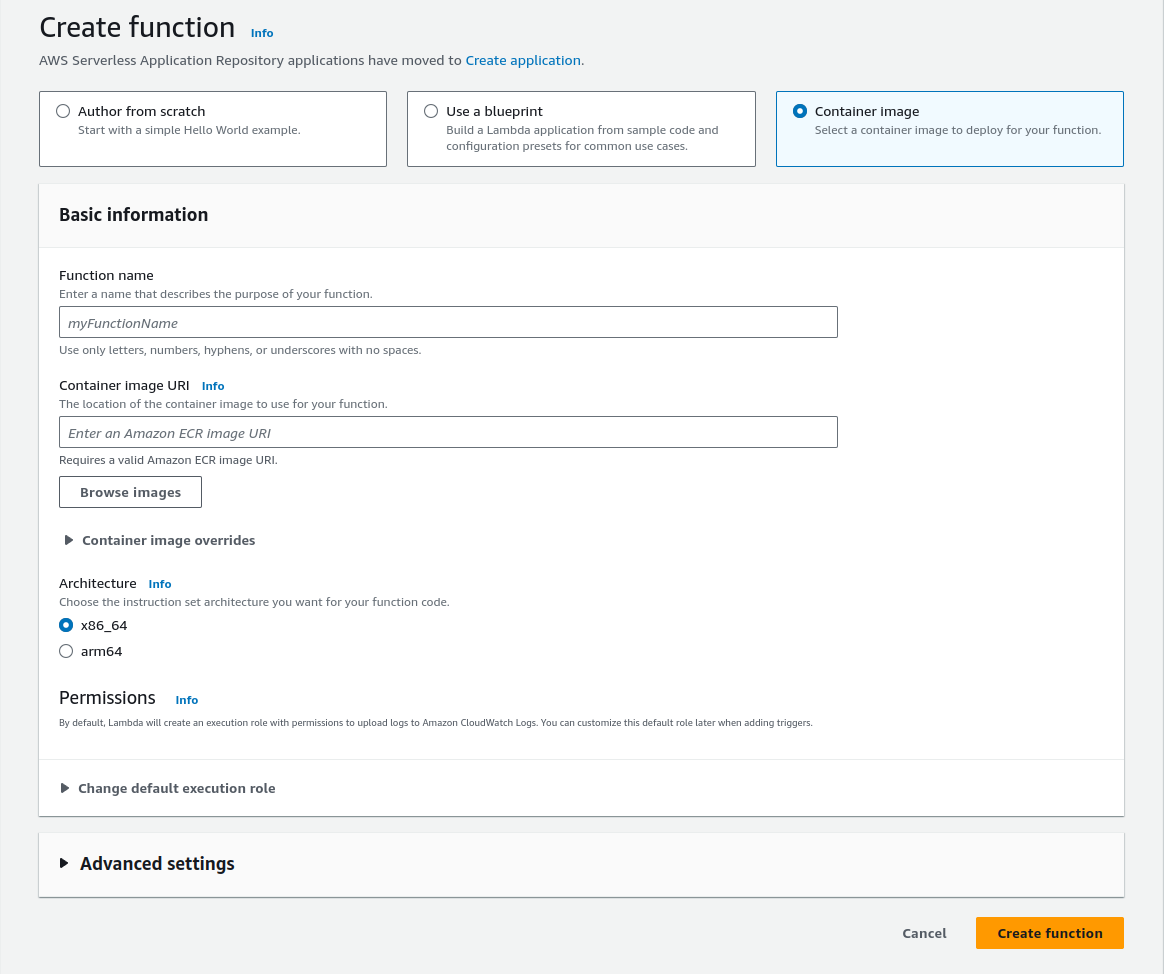 Create function Info
AWS Serverless Application Repository applications have moved to Create application.
Author from scratch
Start with a simple Hello World example.
Use a blueprint
Build a Lambda application from sample code and
configuration presets for common use cases.
Container image
Select a container image to deploy for your function.
Basic information
Function name
Enter a name that describes the purpose of your function.
myFunctionName
Use only letters, numbers, hyphens, or underscores with no spaces.
Container image URI Info
The location of the container image to use for your function.
Enter an Amazon ECR image URI
Requires a valid Amazon ECR image URI.
Browse images
Container image overrides
Architecture Info
Choose the instruction set architecture you want for your function code.
x86_64
arm64
Permissions Info
By default, Lambda will create an execution role with permissions to upload logs to Amazon CloudWatch Logs. You can customize this default role later when adding triggers.
Change default execution role
Advanced settings
Cancel
Create function